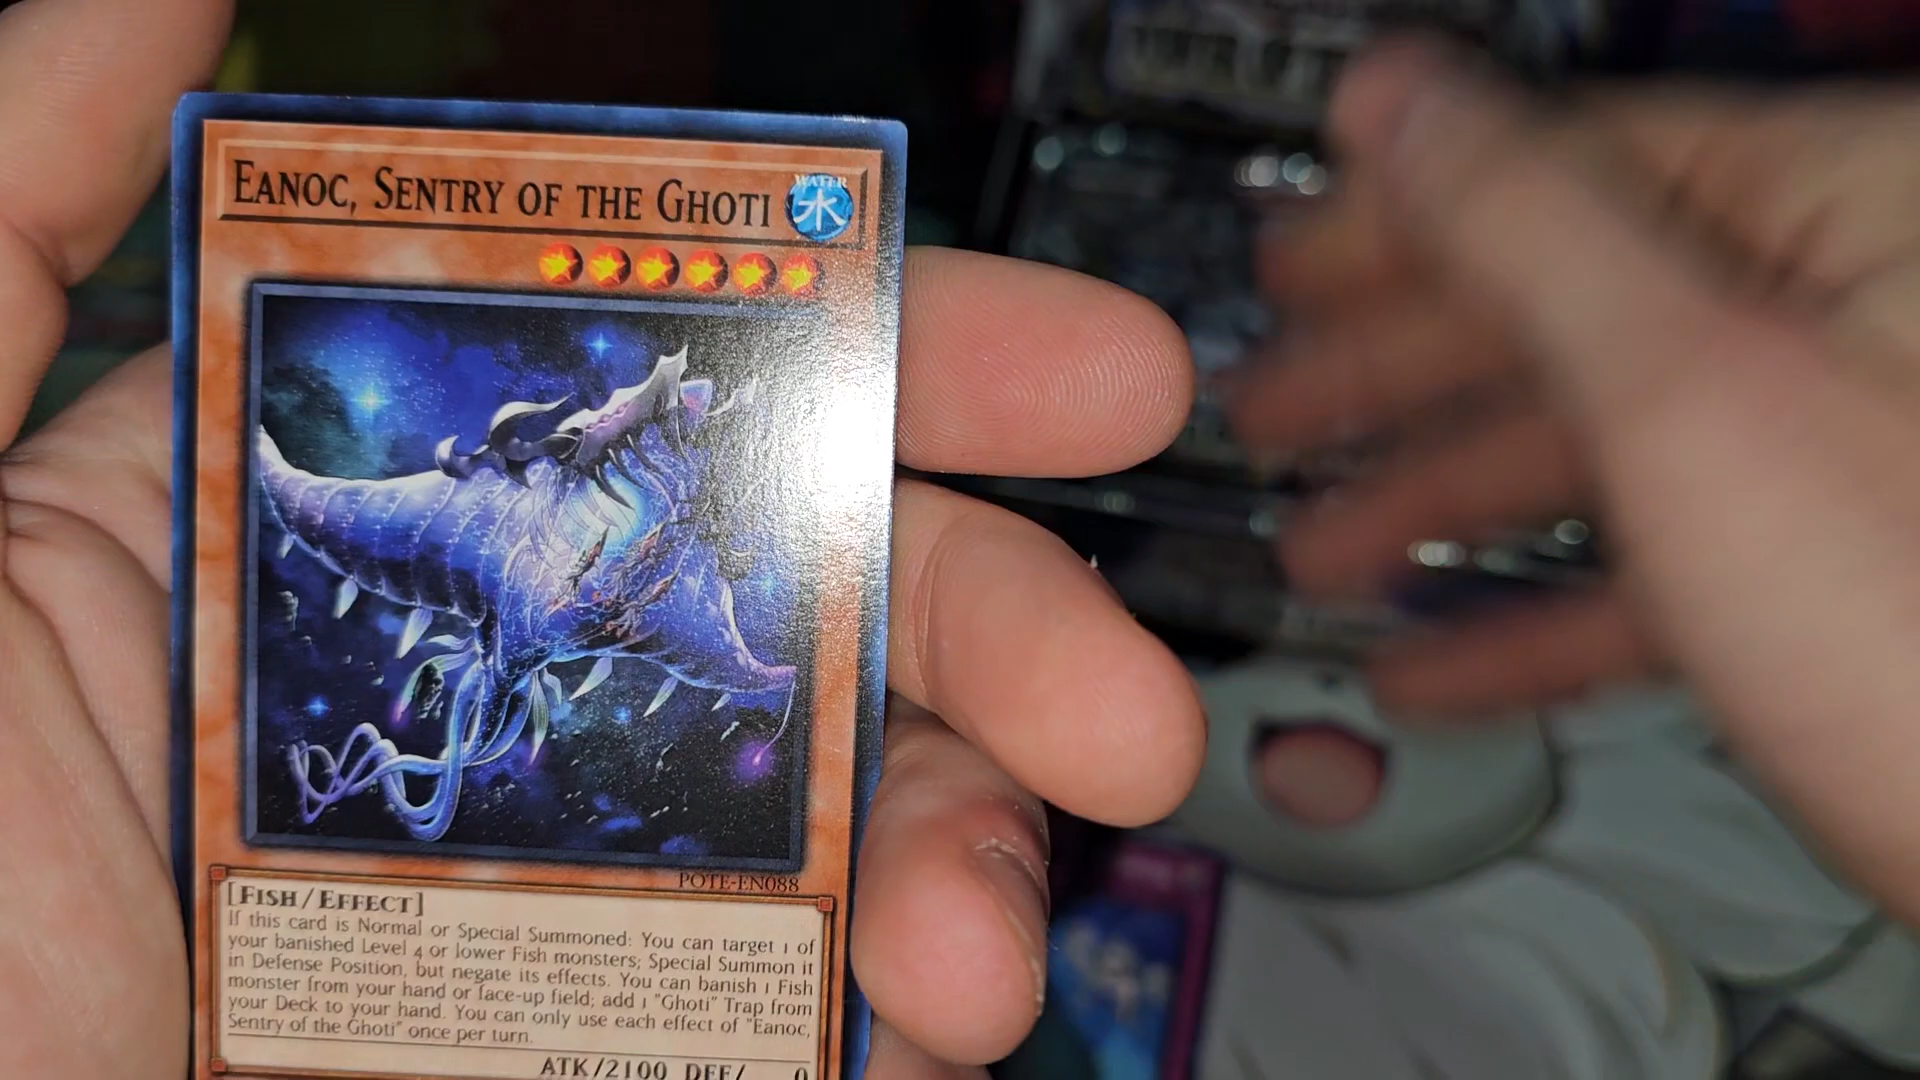 EANOC, SENTRY OF THE GHOTI
WATER
水
POTE-EN088
[FISH/EFFECT]
If this card is Normal or Special Summoned: You can target 1 of
your banished Level 4 or lower Fish monsters; Special Summon it
in Defense Position, but negate its effects. You can banish 1 Fish
monster from your hand or face-up field; add 1 "Ghoti" Trap from
your Deck to your hand. You can only use each effect of "Eanoc,
Sentry of the Ghoti" once per turn.
ATK/2100 DEF/ 0